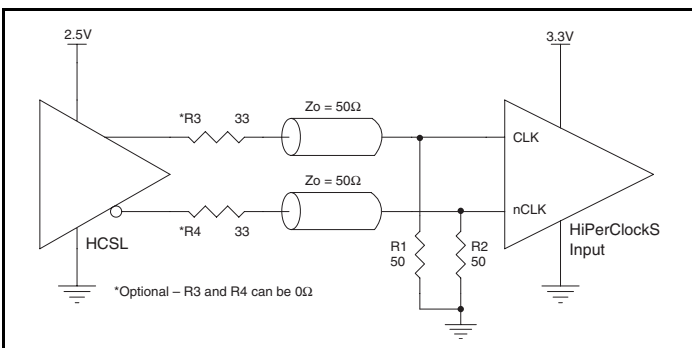 2.5V
3.3V
*R3 33
Zo = 50Ω
CLK
Zo = 50Ω
nCLK
*R4 33
HCSL
R1
50
R2
50
HiPerClockS
Input
*Optional – R3 and R4 can be 0Ω